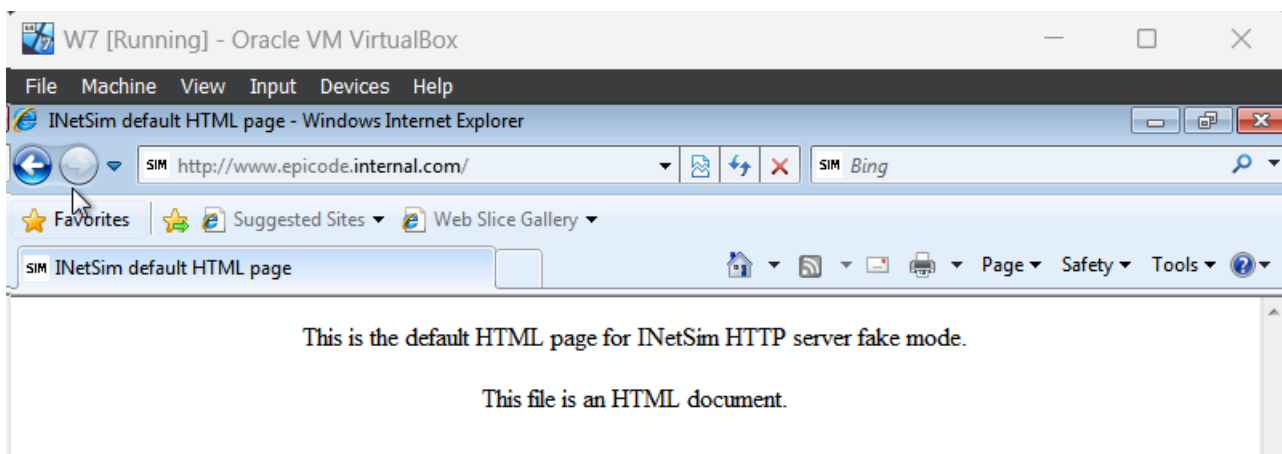 W7 [Running] - Oracle VM VirtualBox
File Machine View Input Devices Help
INetSim default HTML page - Windows Internet Explorer
SIM http://www.epicode.internal.com/ SIM Bing
Favorites Suggested Sites Web Slice Gallery
SIM INetSim default HTML page Page Safety Tools
This is the default HTML page for INetSim HTTP server fake mode.
This file is an HTML document.